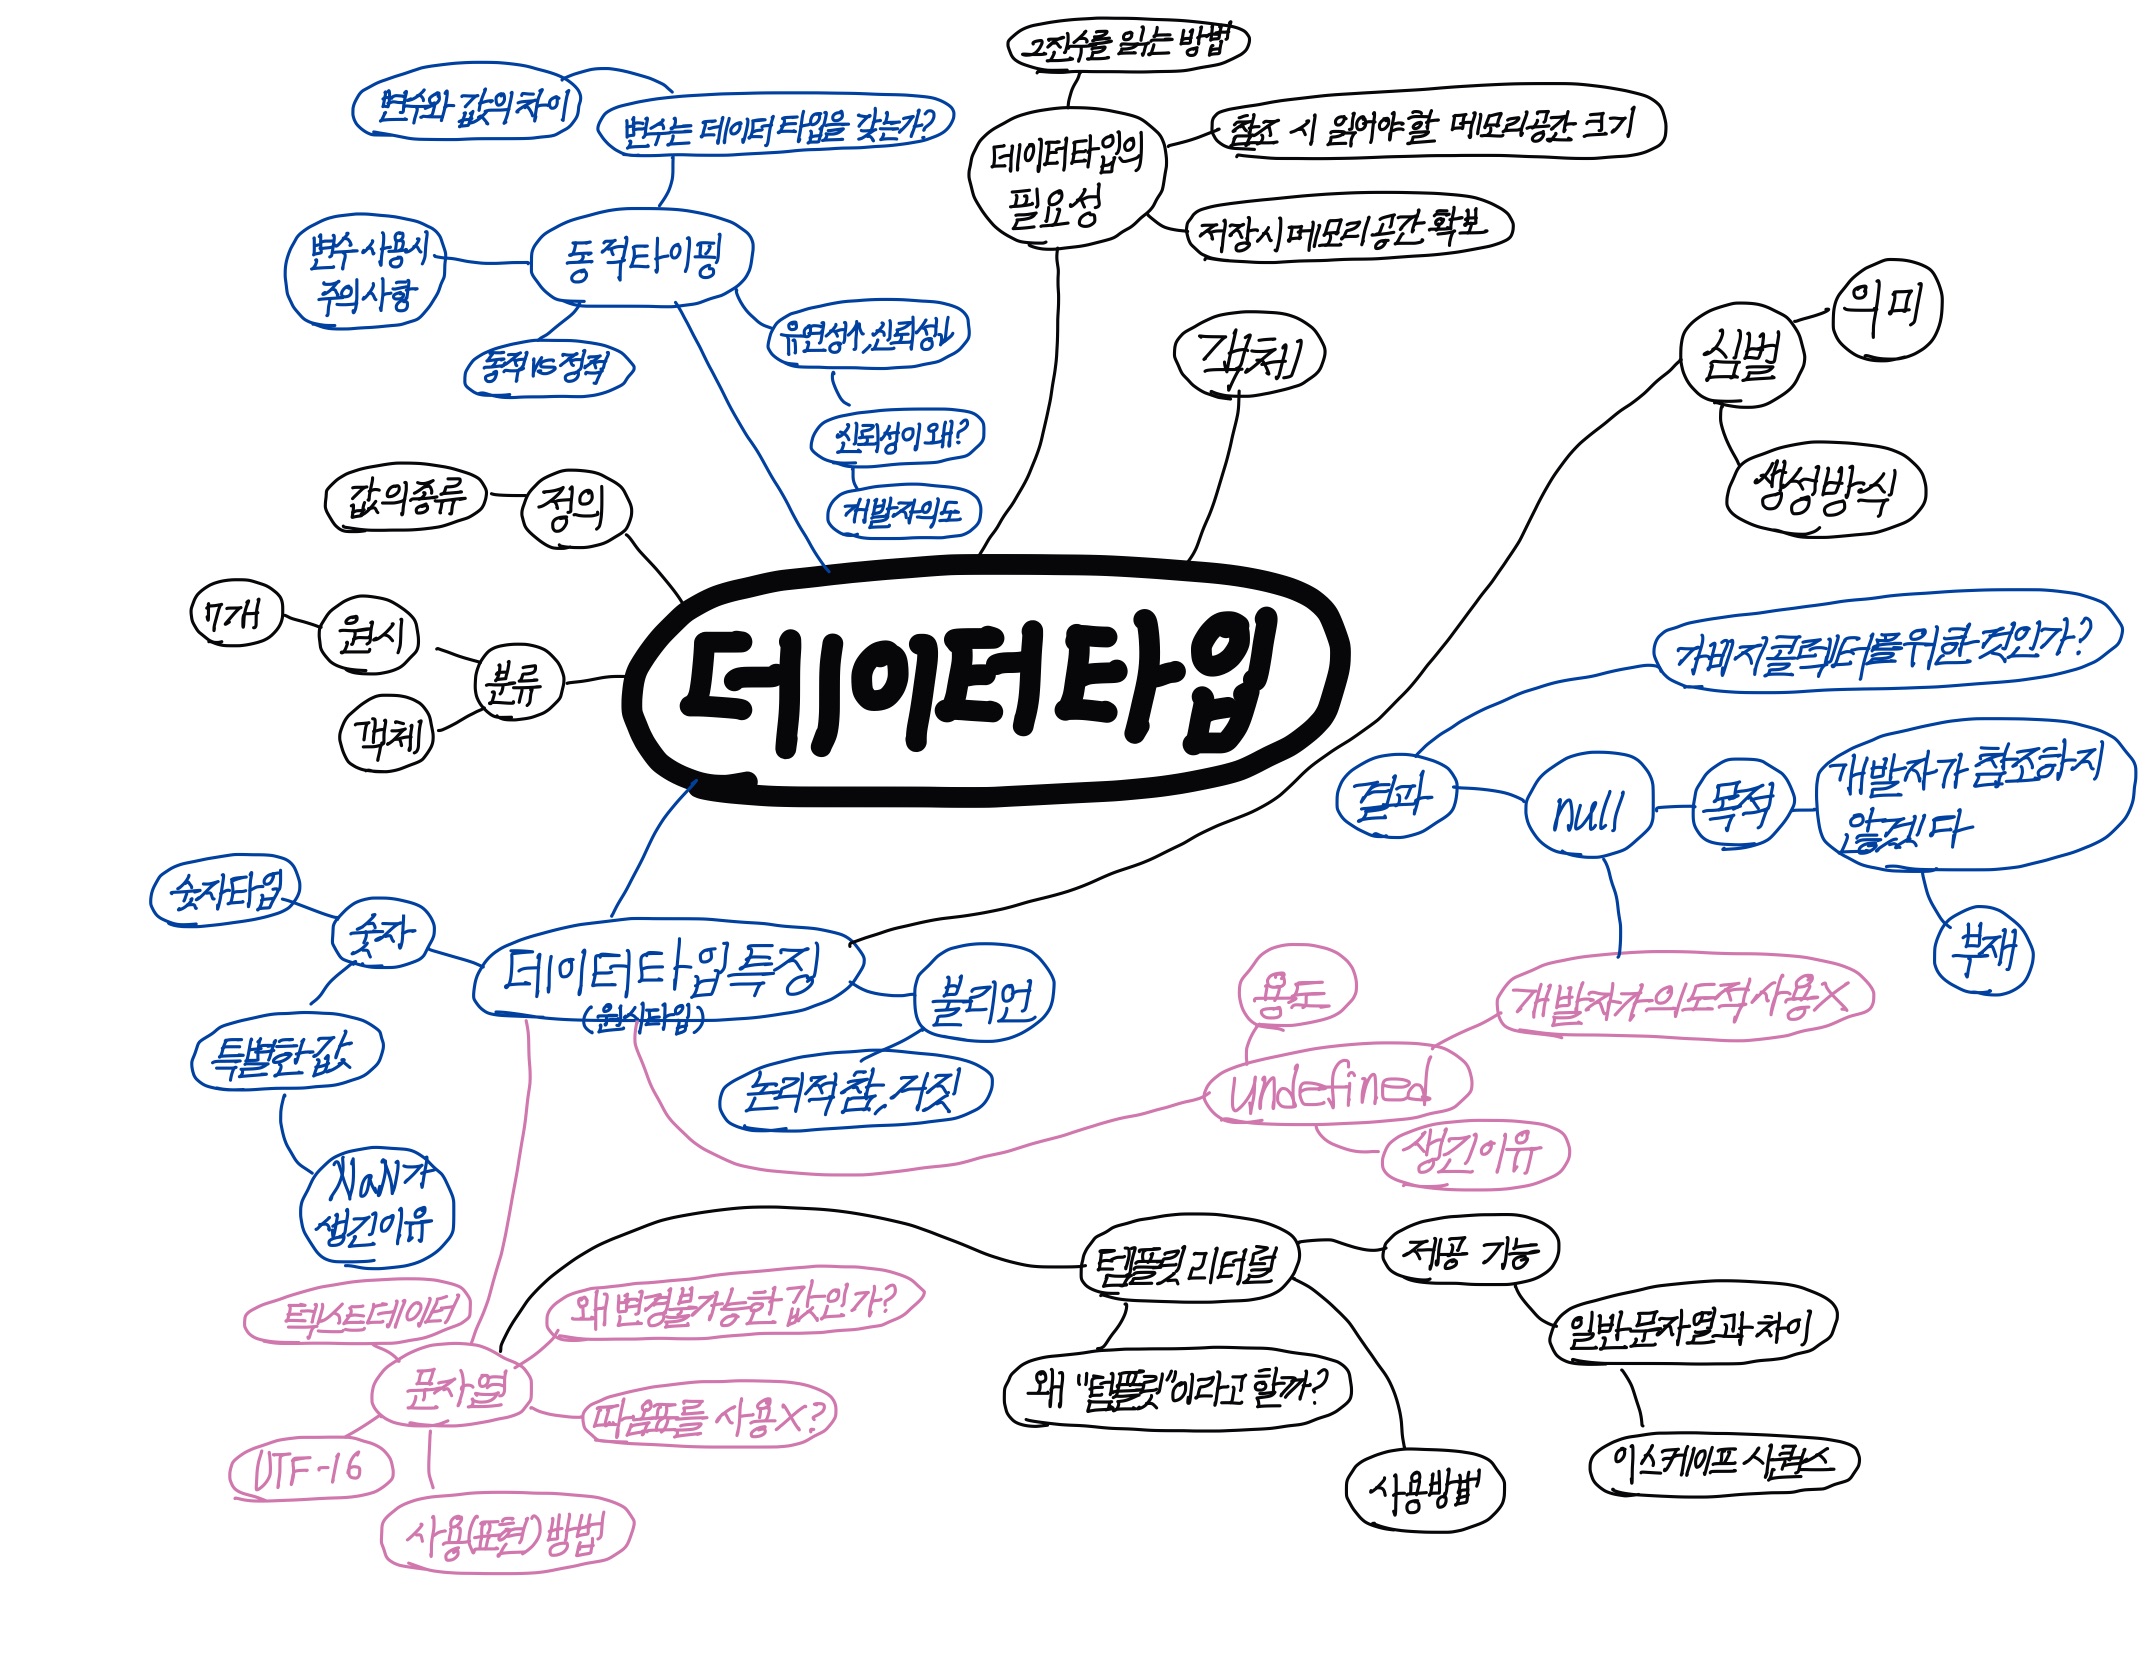 2진수를 읽는 방법
변수와 값의 차이
변수는 데이터 타입을 갖는가?
참조 시 읽어야 할 메모리공간 크기
데이터타입의
필요성
저장시 메모리 공간 확보
변수 사용시
주의 사항
동적타이핑
유연성↑, 신뢰성↓
동적 vs 정적
신뢰성이 왜?
개발자의도
심벌
의미
생성방식
값의종류
정의
7개
원시
분류
객체
데이터 타입
가비지콜렉터를 위한 것인가?
결과
null
목적
개발자가 참조하지
않겠다
부재
숫자타입
숫자
데이터 타입 특징
(원시타입)
불리언
논리적 참, 거짓
특별한 값
NaN가
생긴이유
용도
개발자가 의도적 사용X
undefined
생긴이유
텍스트데이터
왜 변경불가능한 값인가?
문자열
따옴표를 사용X?
UTF-16
사용(표현) 방법
템플릿 리터럴
제공 기능
일반 문자열과 차이
왜 "템플릿"이라고 할까?
이스케이프 시퀀스
사용방법